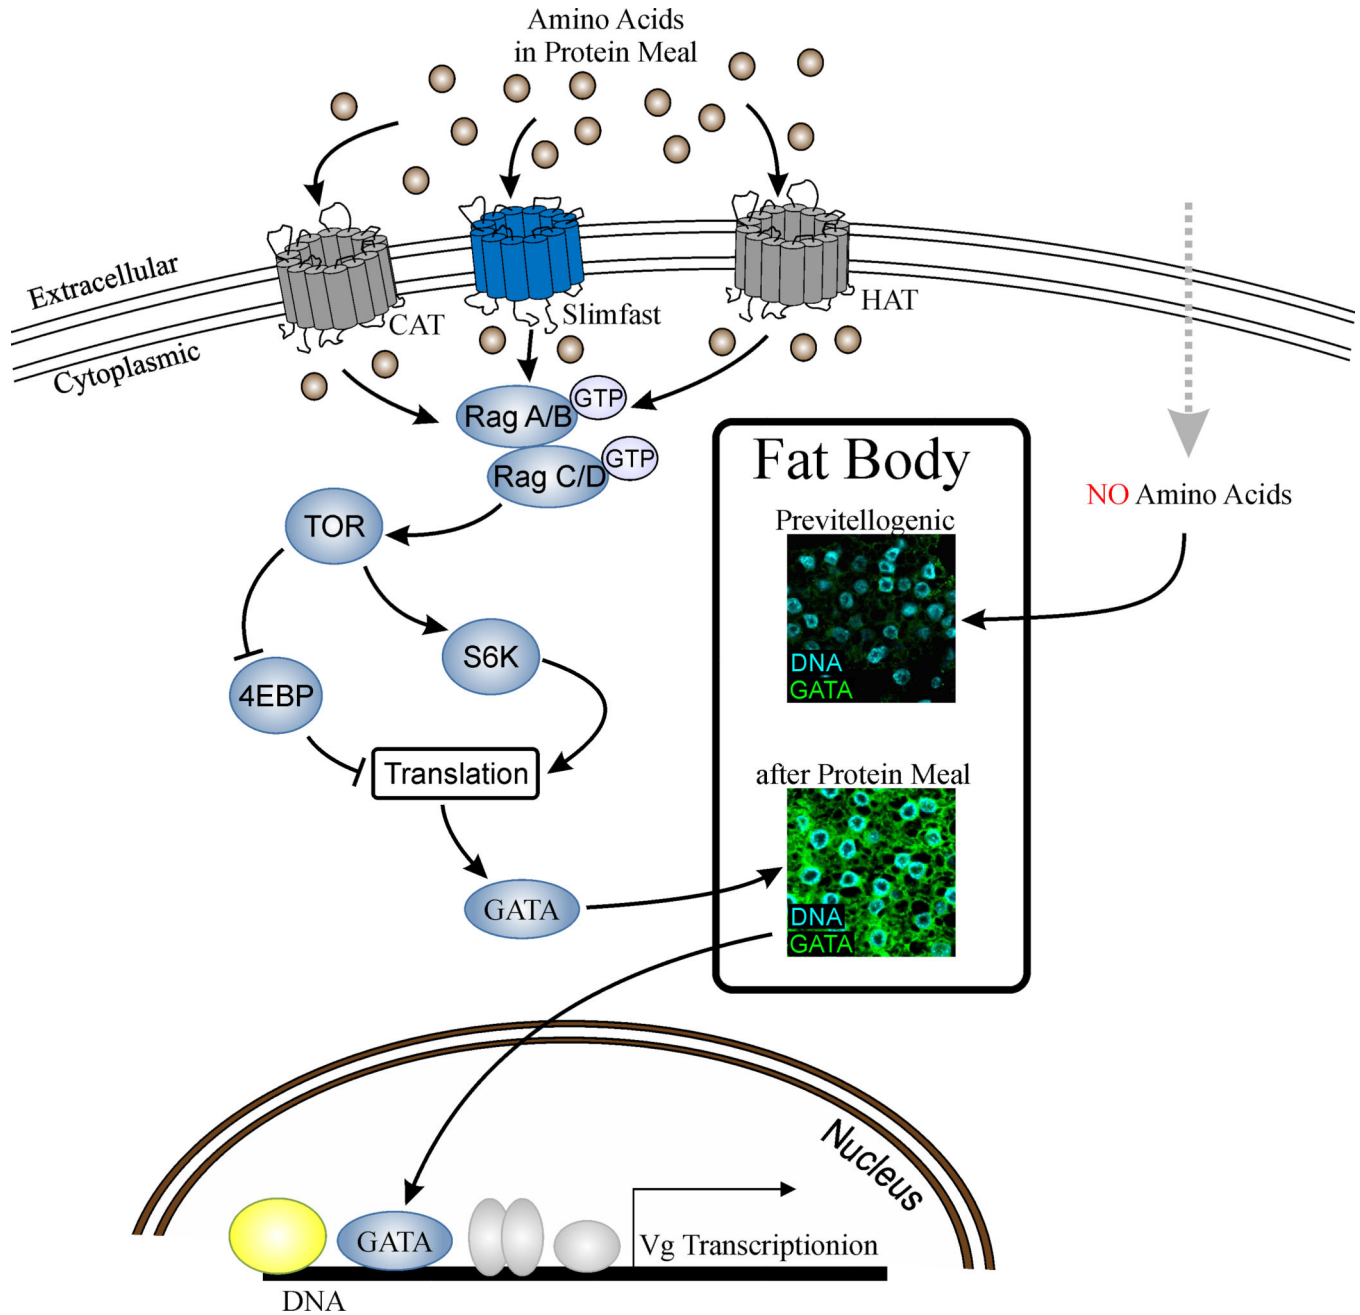 Amino Acids
in Protein Meal
Extracellular
Cytoplasmic
CAT
Slimfast
HAT
Rag A/B
GTP
Rag C/D
GTP
TOR
4EBP
S6K
Translation
GATA
Fat Body
Previtellogenic
DNA
GATA
after Protein Meal
DNA
GATA
NO Amino Acids
Nucleus
GATA
Vg Transcriptionion
DNA